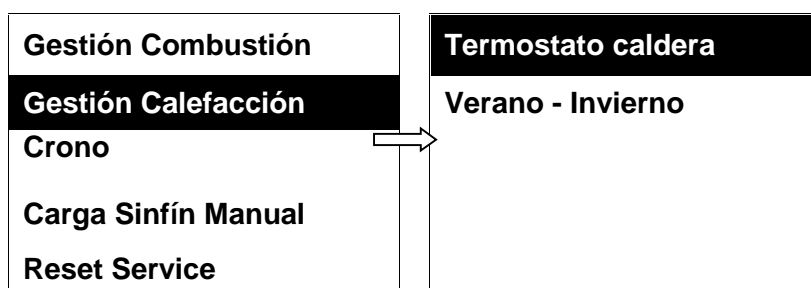 Gestión Combustión
Gestión Calefacción
Crono
Carga Sinfín Manual
Reset Service
Termostato caldera
Verano - Invierno